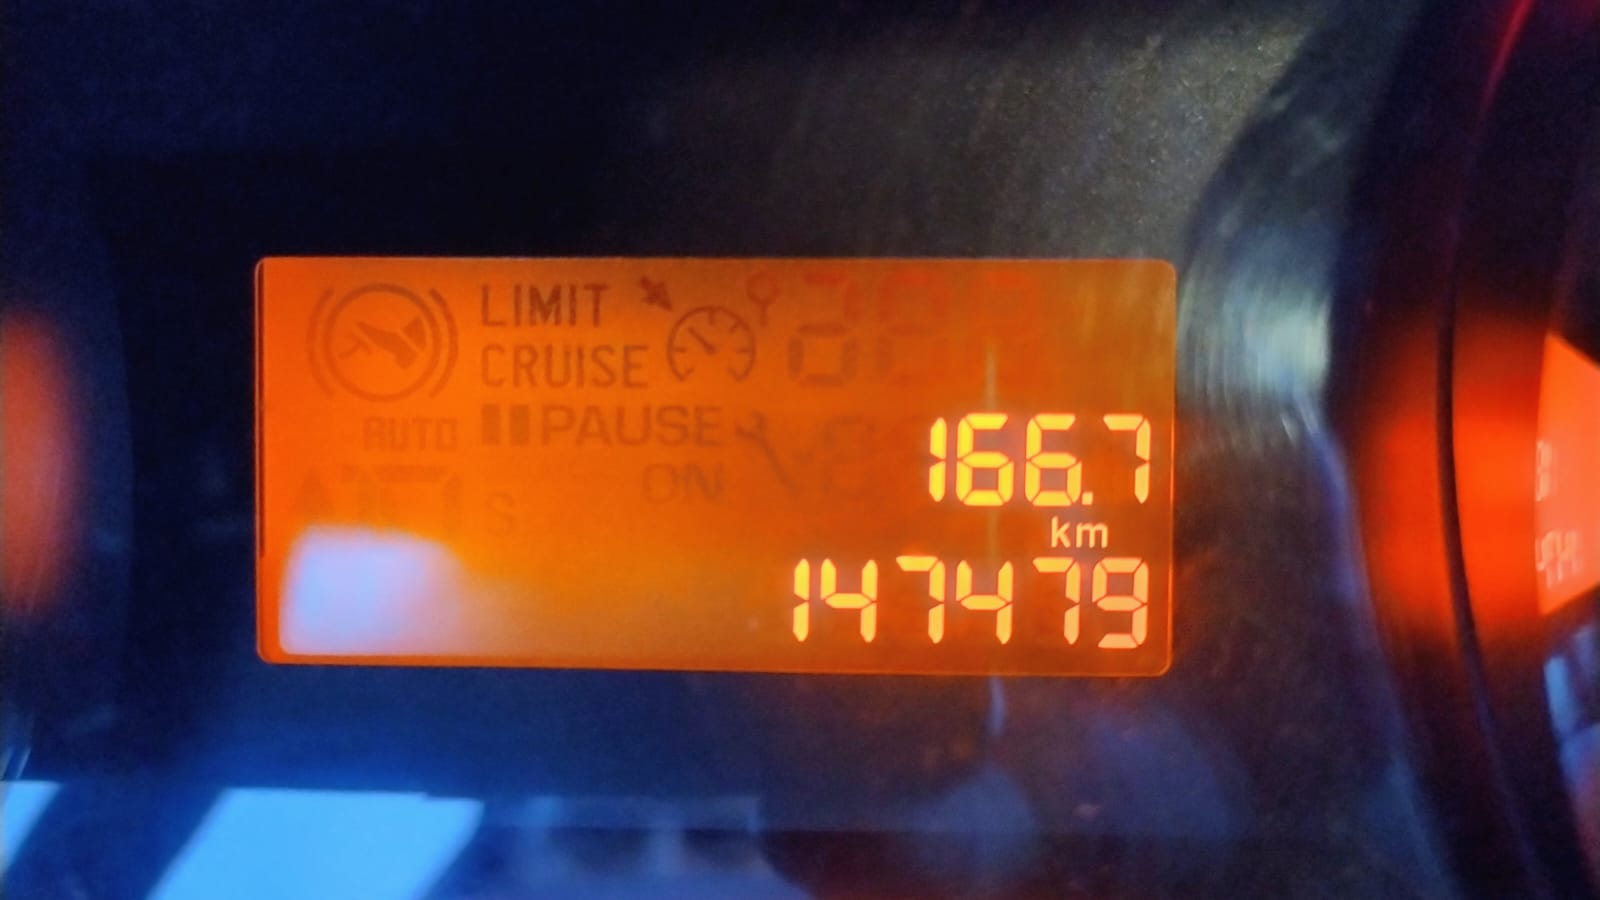 LIMIT
CRUISE
AUTO
PAUSE
ON
S
166.7
km
147479